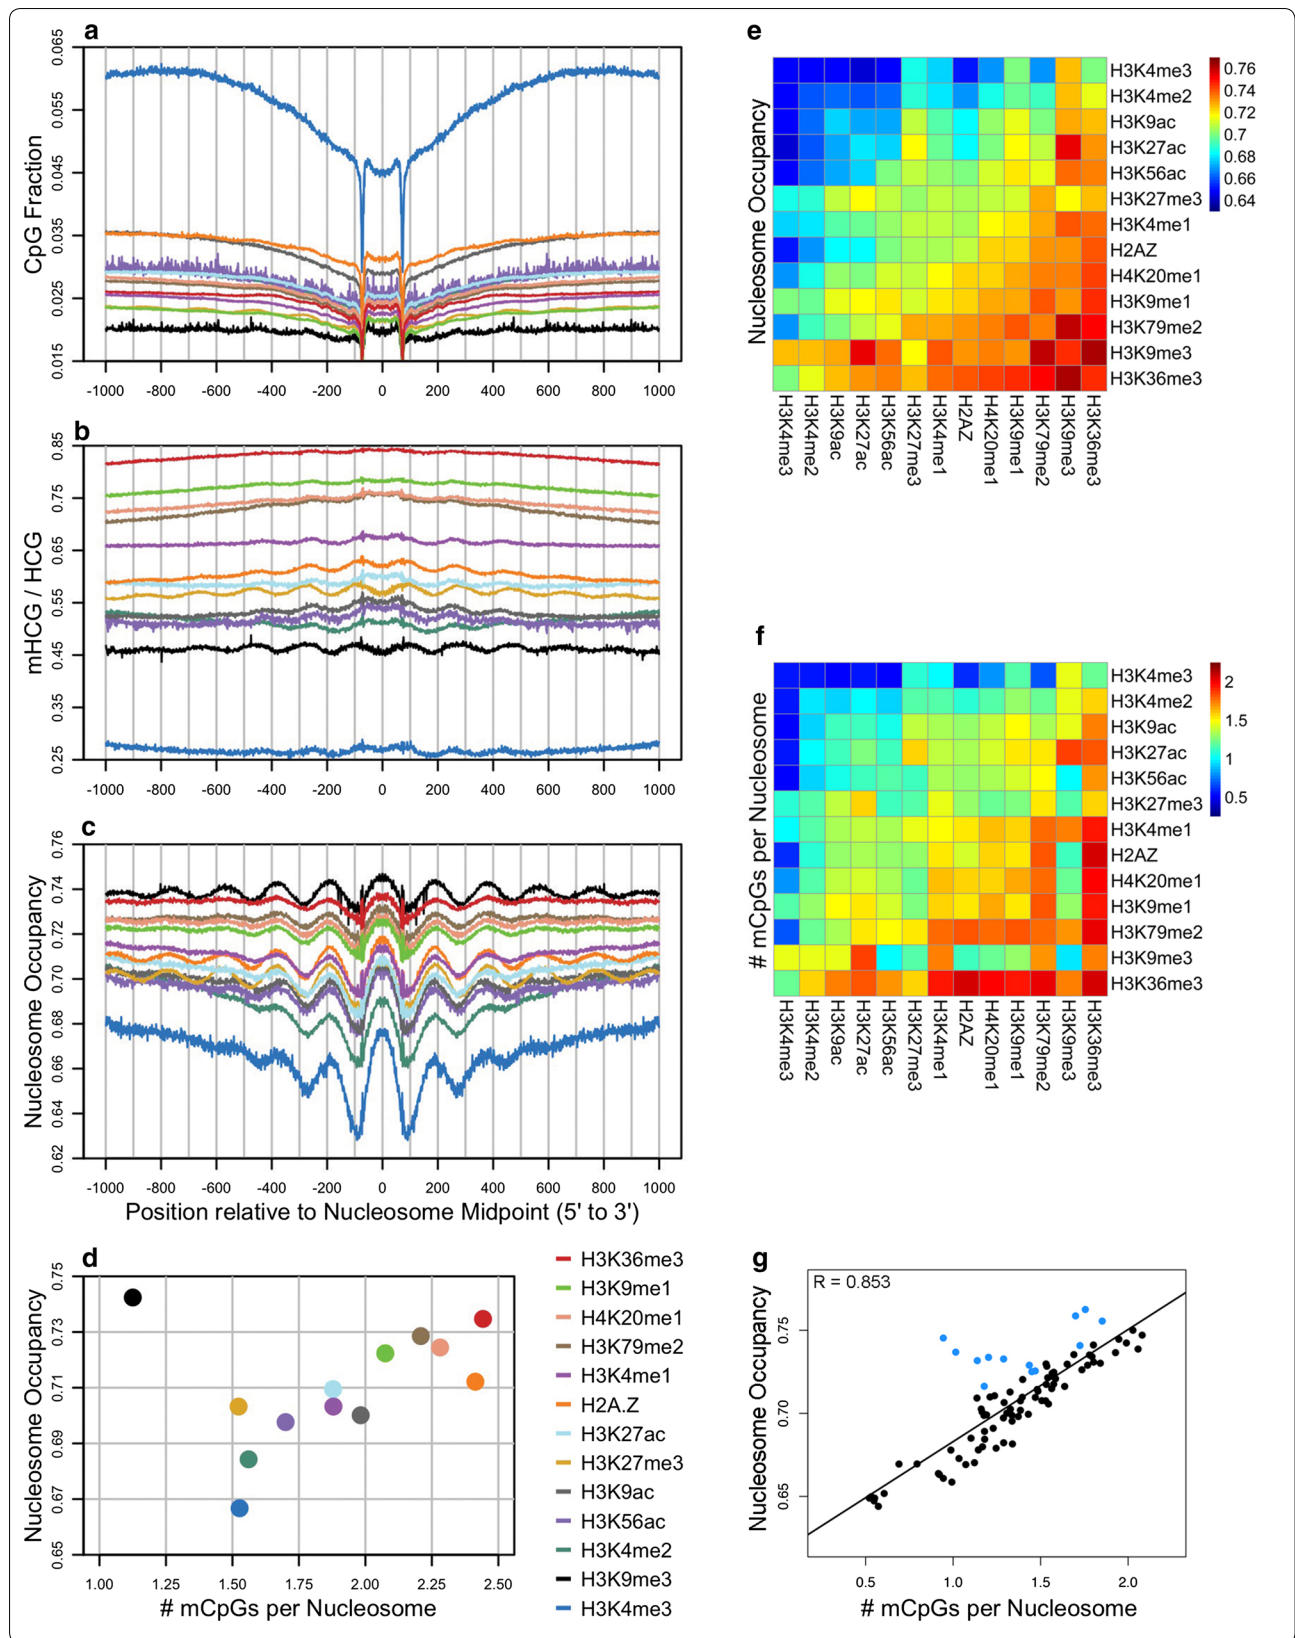 a
CpG Fraction
0.065
0.055
0.045
0.035
0.025
0.015
-1000 -800 -600 -400 -200 0 200 400 600 800 1000
b
mHCG / HCG
0.85
0.75
0.65
0.55
0.45
0.35
0.25
-1000 -800 -600 -400 -200 0 200 400 600 800 1000
c
Nucleosome Occupancy
0.76
0.74
0.72
0.70
0.68
0.66
0.64
0.62
-1000 -800 -600 -400 -200 0 200 400 600 800 1000
Position relative to Nucleosome Midpoint (5' to 3')
d
Nucleosome Occupancy
0.75
0.73
0.71
0.69
0.67
0.65
1.00 1.25 1.50 1.75 2.00 2.25 2.50
# mCpGs per Nucleosome
H3K36me3
H3K9me1
H4K20me1
H3K79me2
H3K4me1
H2A.Z
H3K27ac
H3K27me3
H3K9ac
H3K56ac
H3K4me2
H3K9me3
H3K4me3
e
Nucleosome Occupancy
H3K4me3
H3K4me2
H3K9ac
H3K27ac
H3K56ac
H3K27me3
H3K4me1
H2AZ
H4K20me1
H3K9me1
H3K79me2
H3K9me3
H3K36me3
H3K4me3
H3K4me2
H3K9ac
H3K27ac
H3K56ac
H3K27me3
H3K4me1
H2AZ
H4K20me1
H3K9me1
H3K79me2
H3K9me3
H3K36me3
0.76
0.74
0.72
0.7
0.68
0.66
0.64
f
# mCpGs per Nucleosome
H3K4me3
H3K4me2
H3K9ac
H3K27ac
H3K56ac
H3K27me3
H3K4me1
H2AZ
H4K20me1
H3K9me1
H3K79me2
H3K9me3
H3K36me3
H3K4me3
H3K4me2
H3K9ac
H3K27ac
H3K56ac
H3K27me3
H3K4me1
H2AZ
H4K20me1
H3K9me1
H3K79me2
H3K9me3
H3K36me3
2
1.5
1
0.5
g
R = 0.853
Nucleosome Occupancy
0.75
0.70
0.65
0.5 1.0 1.5 2.0
# mCpGs per Nucleosome